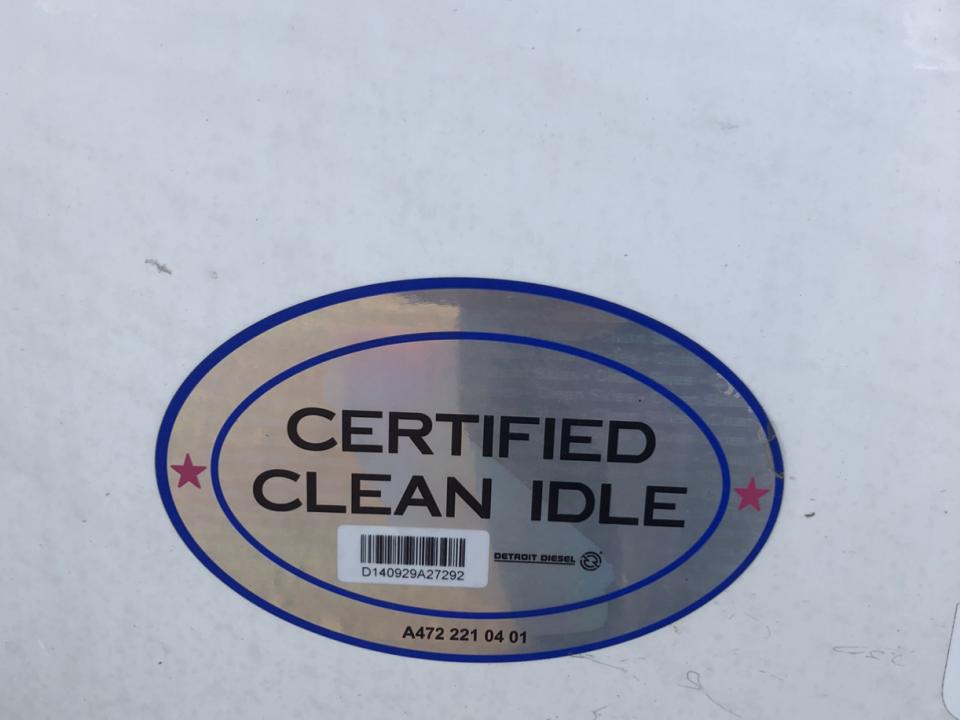 CERTIFIED
CLEAN IDLE
D140929A27292
DETROIT DIESEL
A472 221 04 01